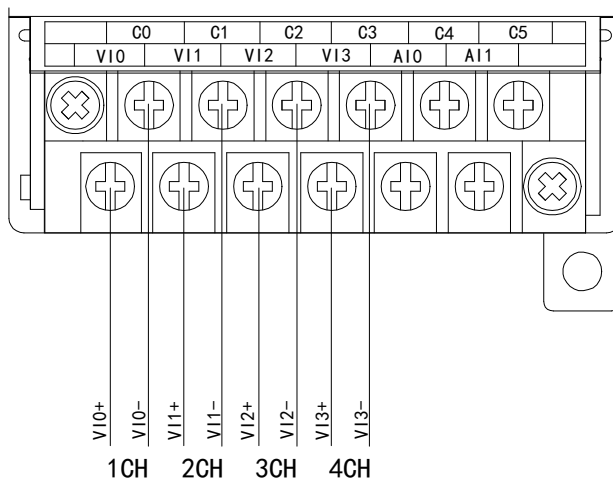 C0 C1 C2 C3 C4 C5
VI0 VI1 VI2 VI3 AI0 AI1
VI0+ VI0- VI1+ VI1- VI2+ VI2- VI3+ VI3-
1CH 2CH 3CH 4CH